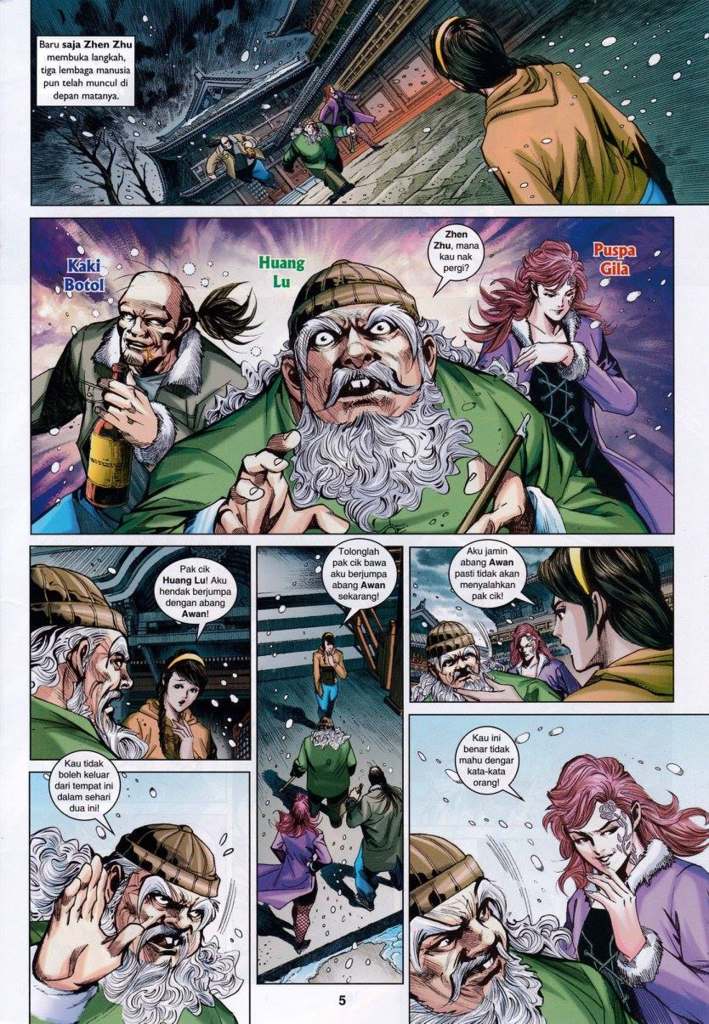 Baru saja Zhen Zhu
membuka langkah,
tiga lembaga manusia
pun telah muncul di
depan matanya.
Kaki
Botol
Huang
Lu
Zhen
Zhu, mana
kau nak
pergi?
Puspa
Gila
Pak cik
Huang Lu! Aku
hendak berjumpa
dengan abang
Awan!
Tolonglah
pak cik bawa
aku berjumpa
abang Awan
sekarang!
Aku jamin
abang Awan
pasti tidak akan
menyalahkan
pak cik!
Kau tidak
boleh keluar
dari tempat ini
dalam sehari
dua ini!
Kau ini
benar tidak
mahu dengar
kata-kata
orang!
5